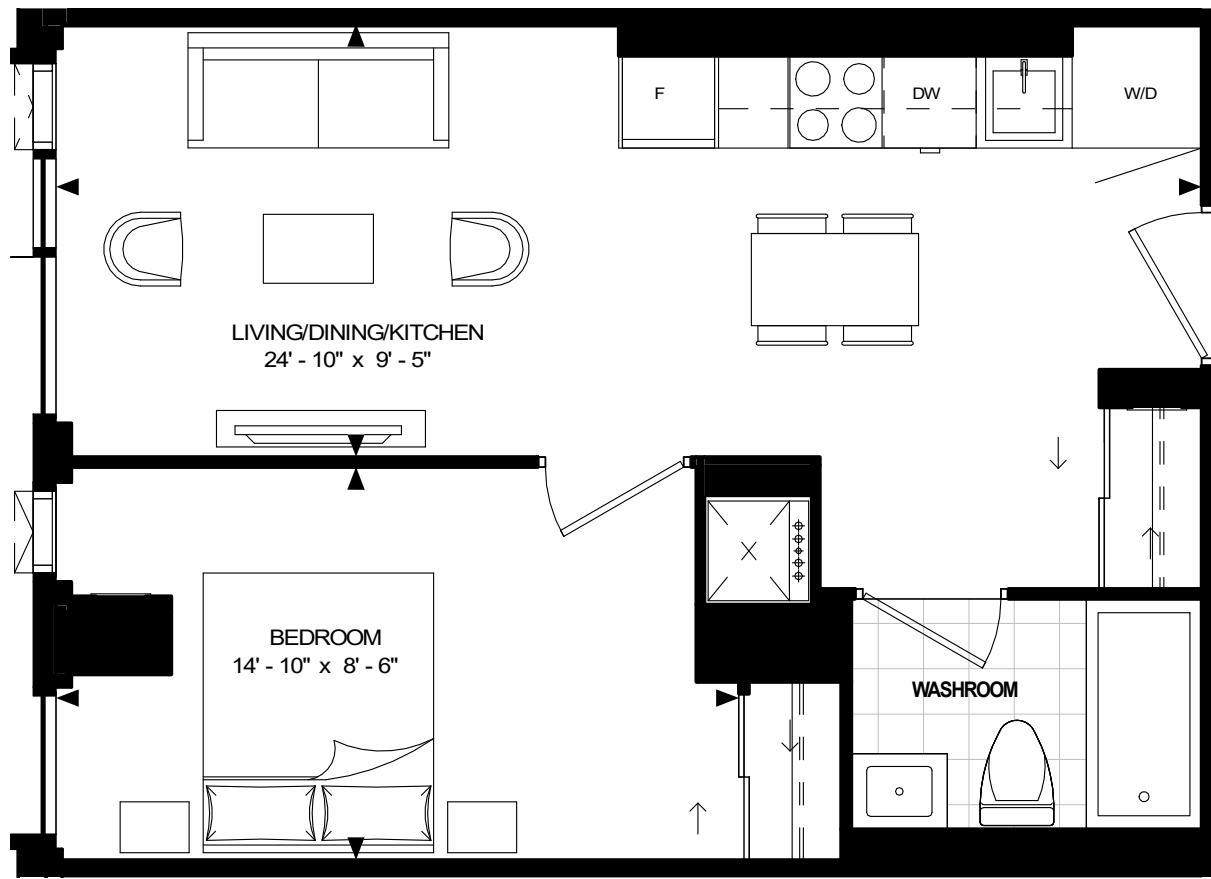 F
DW
W/D
LIVING/DINING/KITCHEN
24' - 10" x 9' - 5"
BEDROOM
14' - 10" x 8' - 6"
WASHROOM